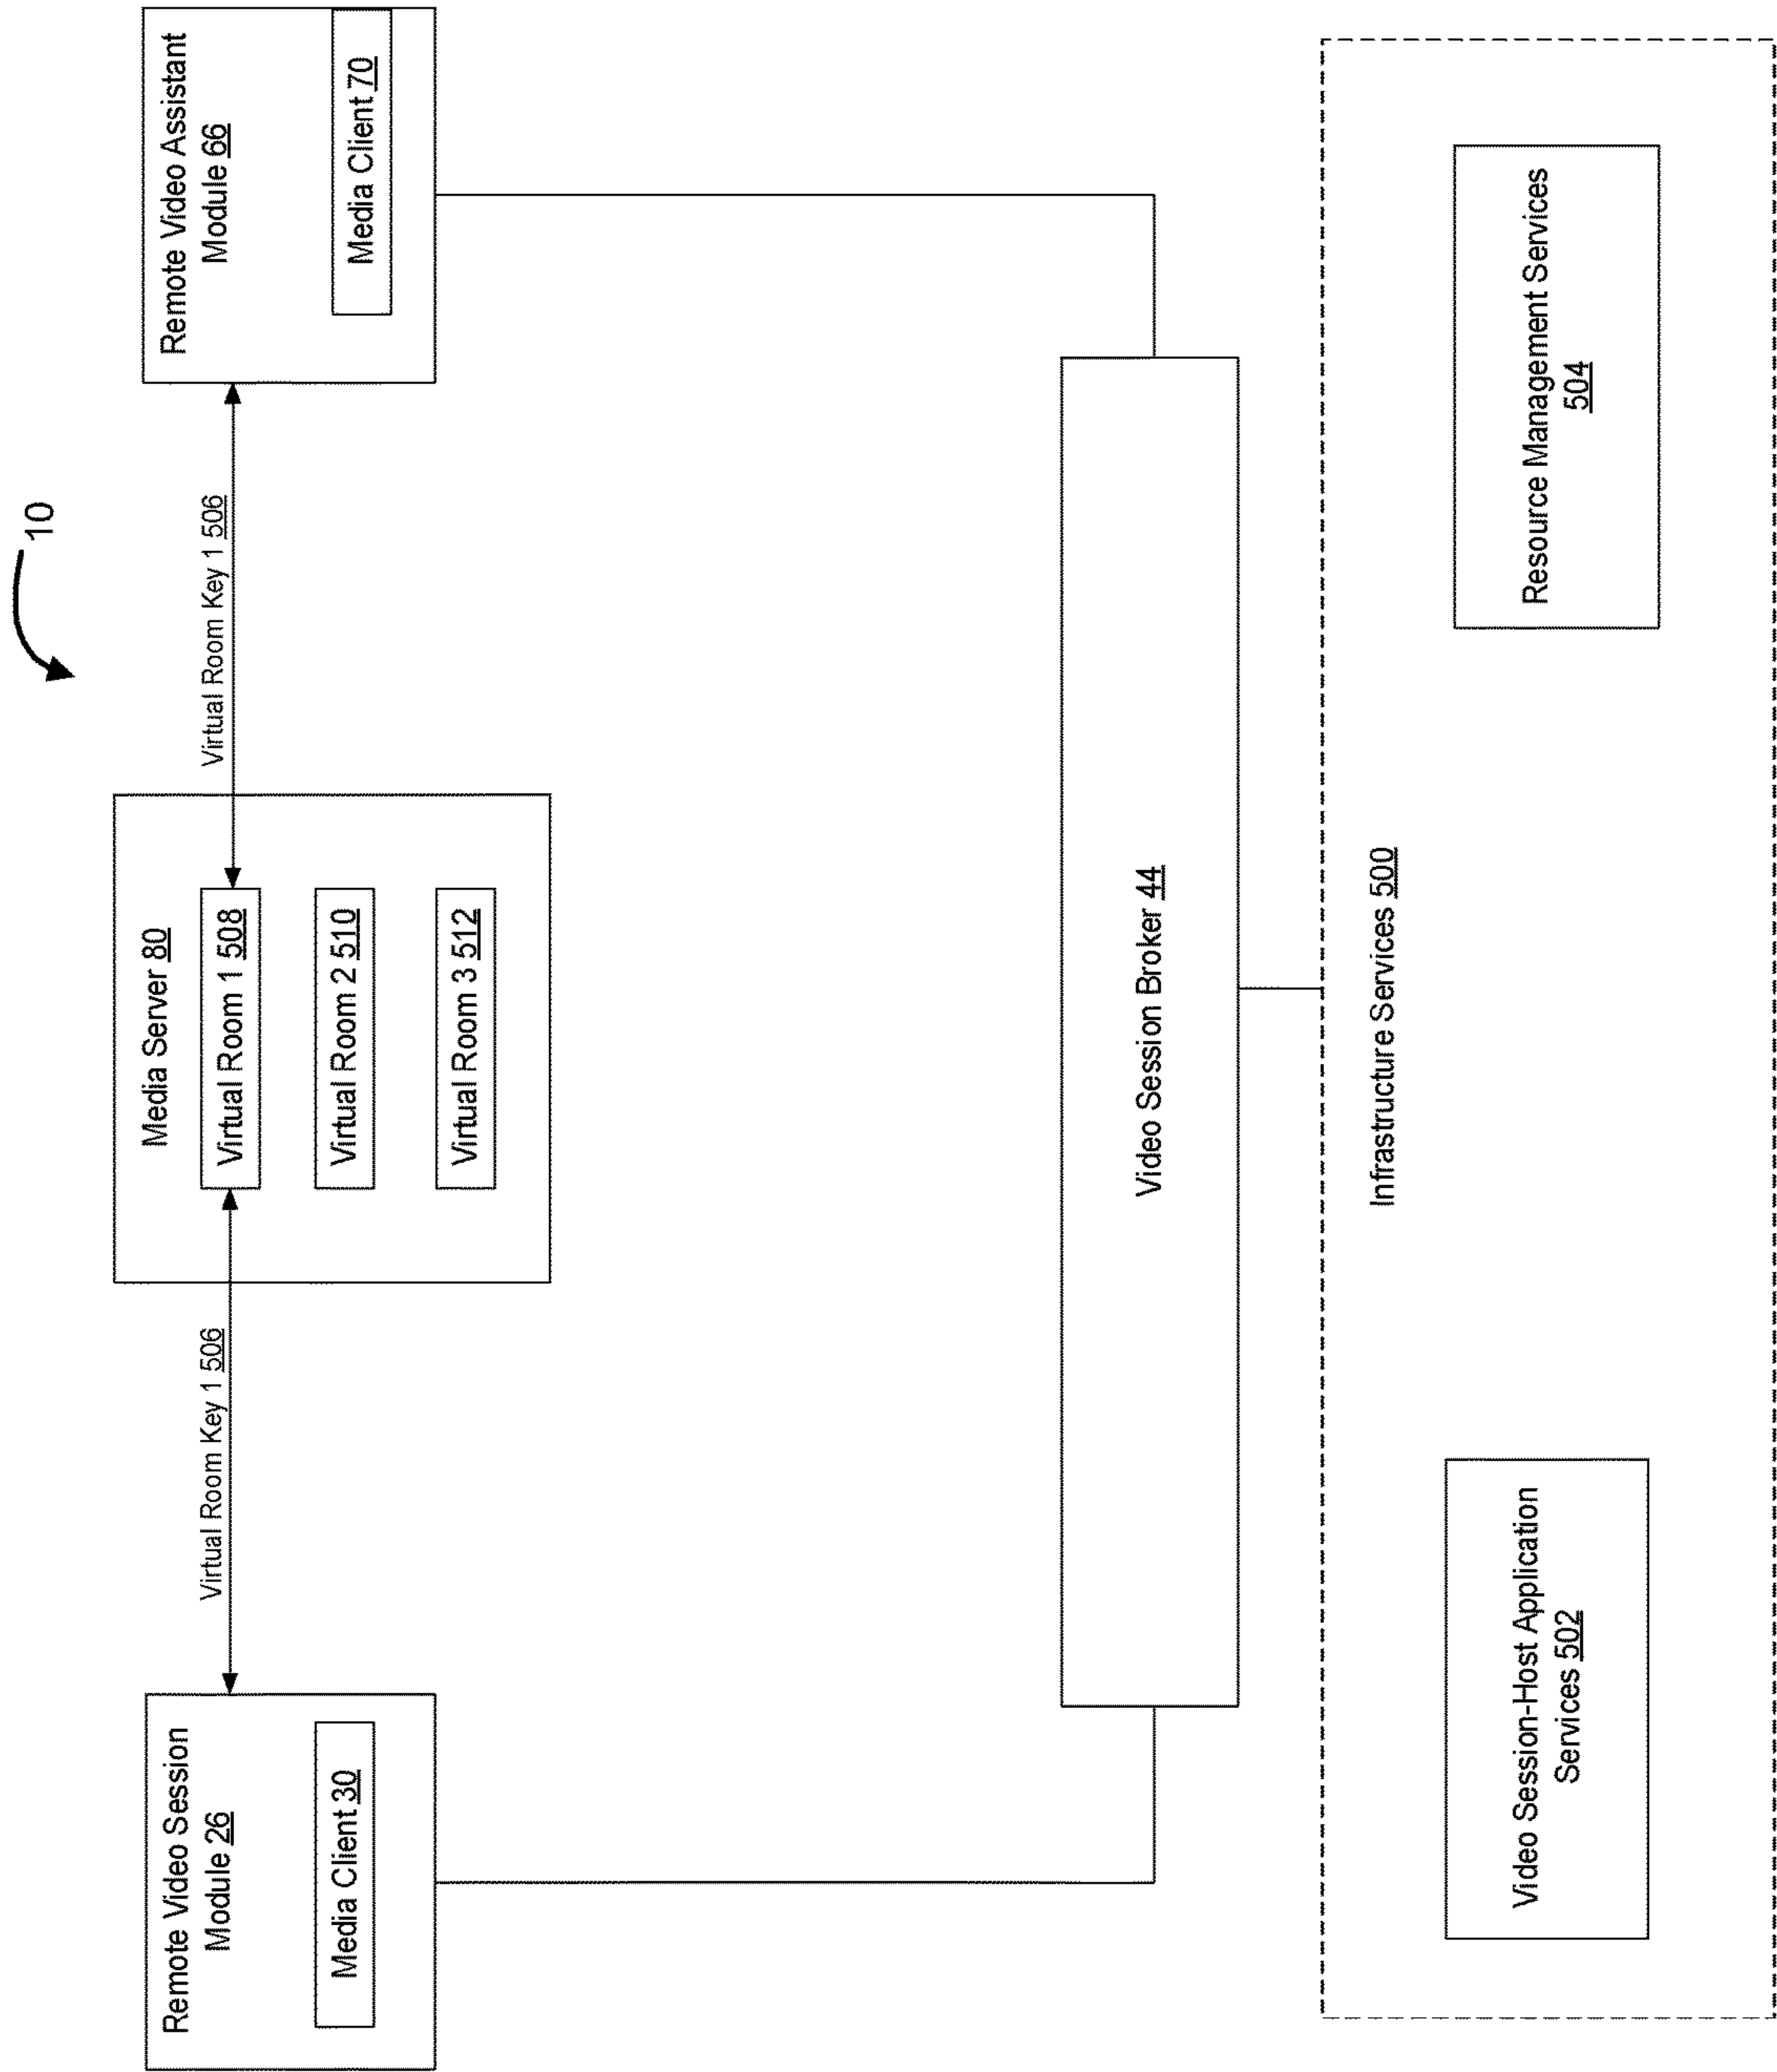 10
Remote Video Session
Module 26
Media Client 30
Virtual Room Key 1 506
Media Server 80
Virtual Room 1 508
Virtual Room 2 510
Virtual Room 3 512
Virtual Room Key 1 506
Remote Video Assistant
Module 66
Media Client 70
Video Session Broker 44
Infrastructure Services 500
Video Session-Host Application
Services 502
Resource Management Services
504